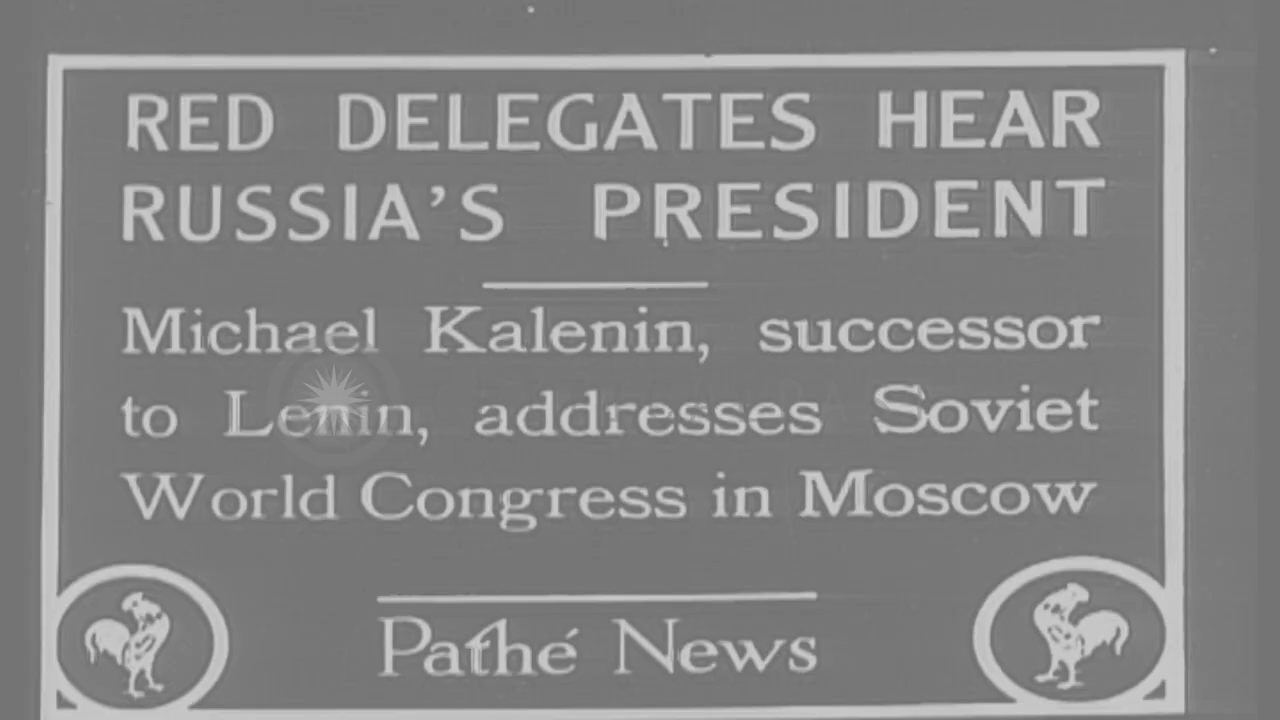 RED DELEGATES HEAR
RUSSIA'S PRESIDENT
Michael Kalenin, successor
to Lenin, addresses Soviet
World Congress in Moscow
Pathé News